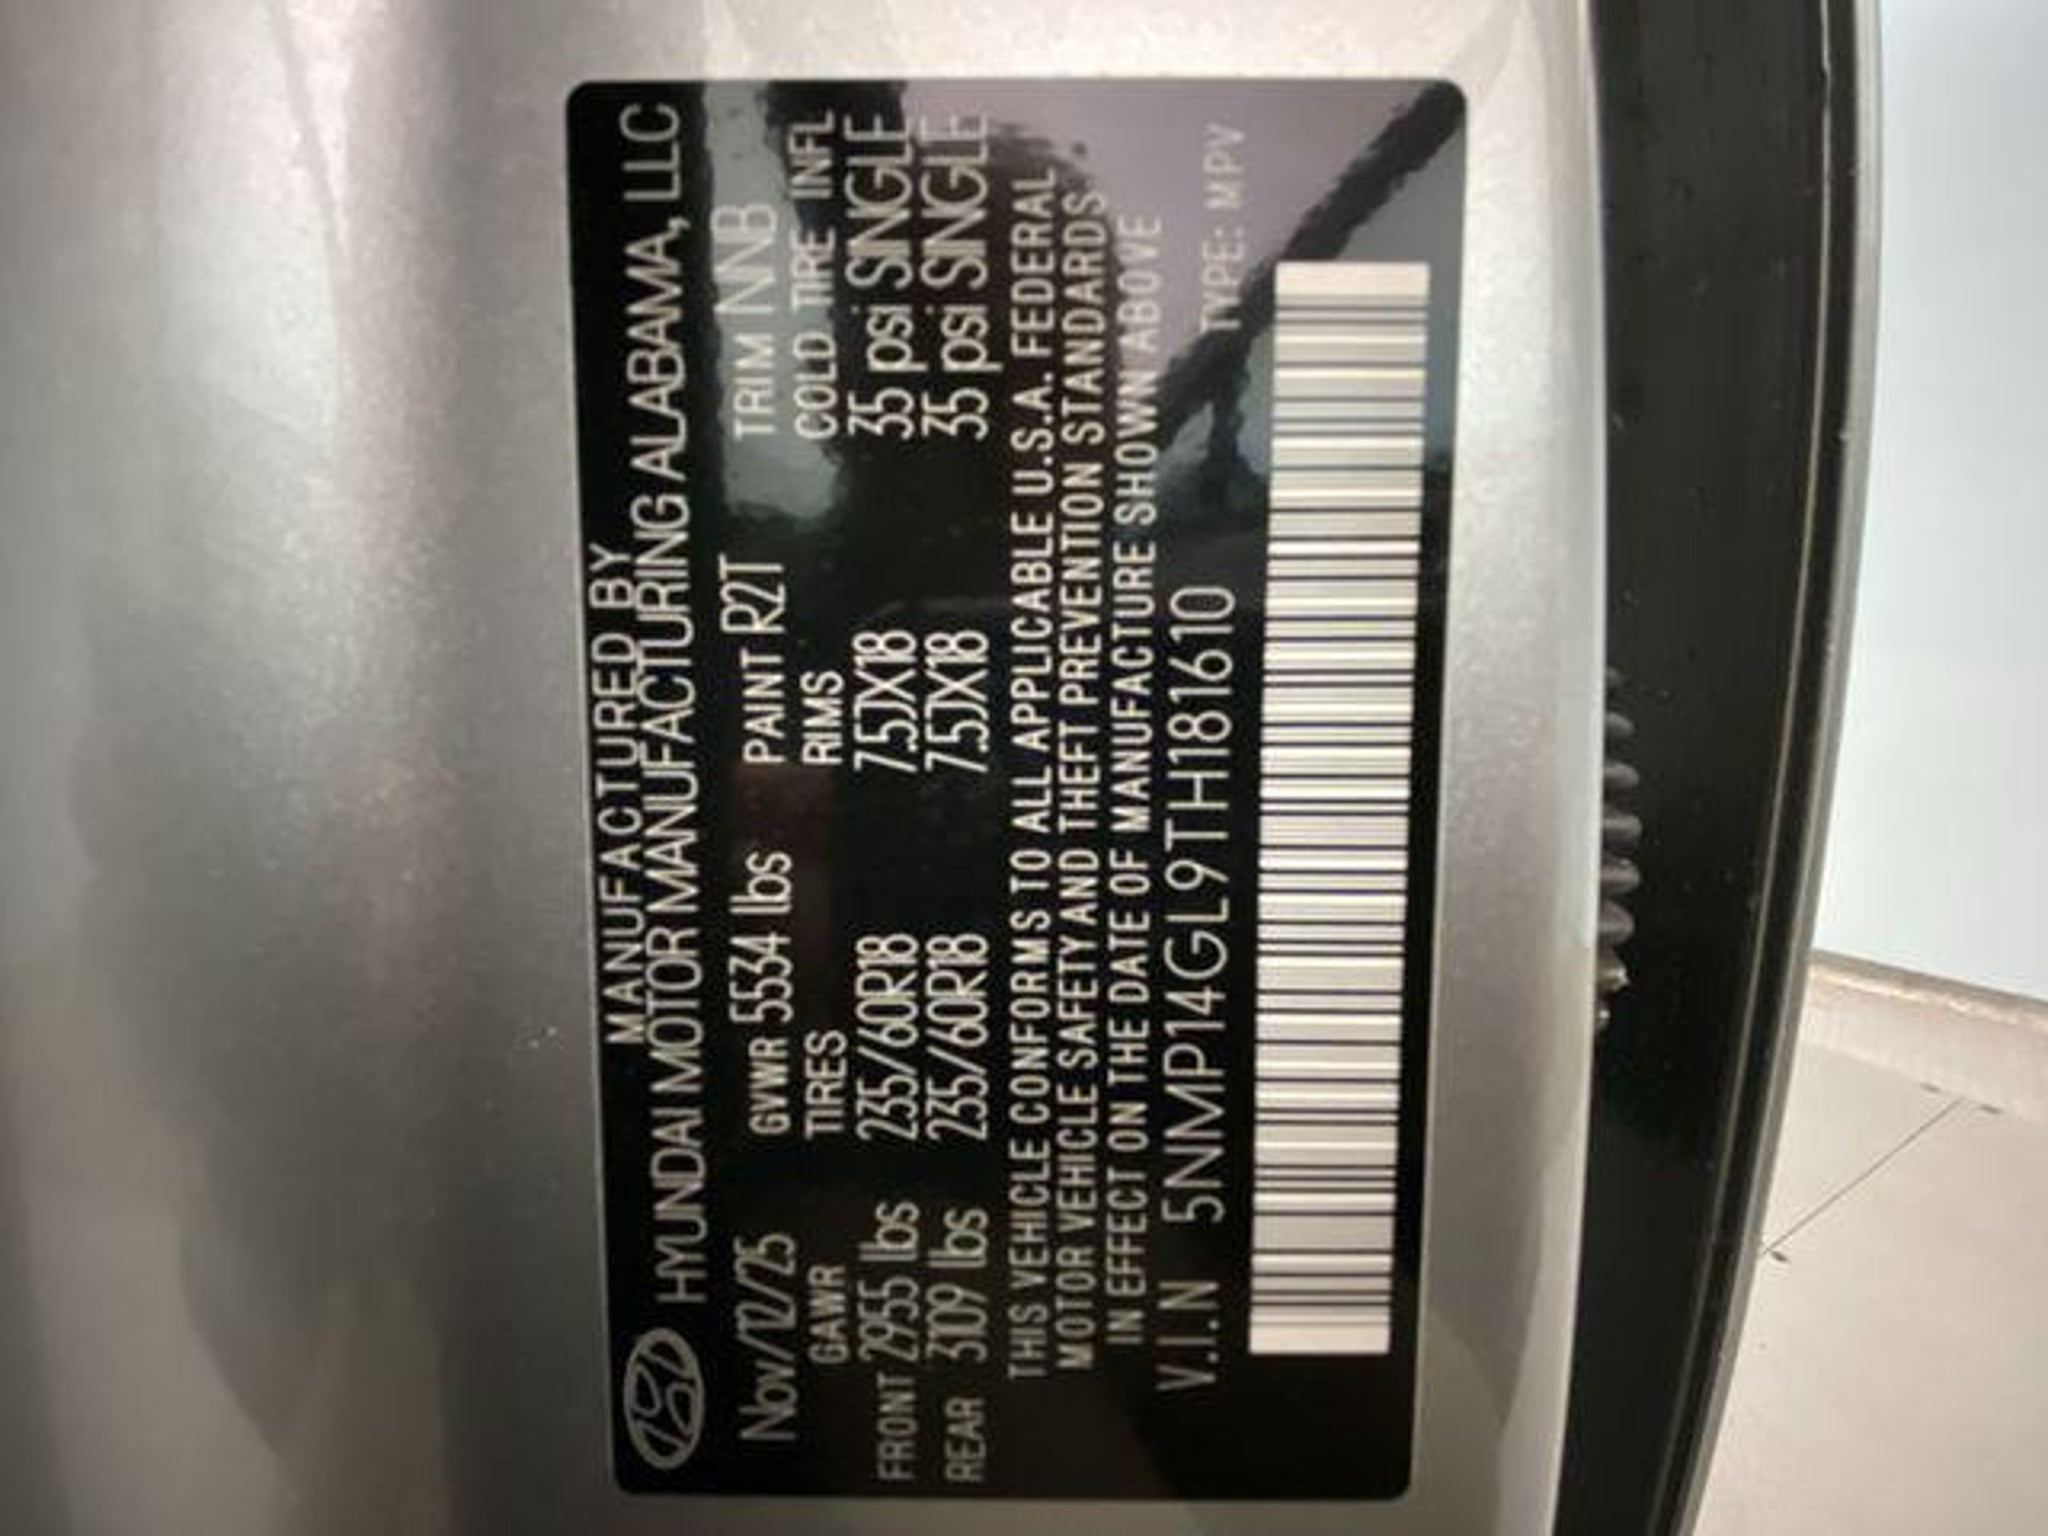 MANUFACTURED BY
HYUNDAI MOTOR MANUFACTURING ALABAMA, LLC
Nov/12/25 GVWR 5534 lbs PAINT R2T TRIM NNB
GAWR TIRES RIMS COLD TIRE INFL
FRONT 2955 lbs 235/60R18 7.5JX18 35 psi SINGLE
REAR 3109 lbs 235/60R18 7.5JX18 35 psi SINGLE
THIS VEHICLE CONFORMS TO ALL APPLICABLE U.S.A. FEDERAL
MOTOR VEHICLE SAFETY AND THEFT PREVENTION STANDARDS
IN EFFECT ON THE DATE OF MANUFACTURE SHOWN ABOVE
V.I.N 5NMP14GL9TH181610 TYPE: MPV